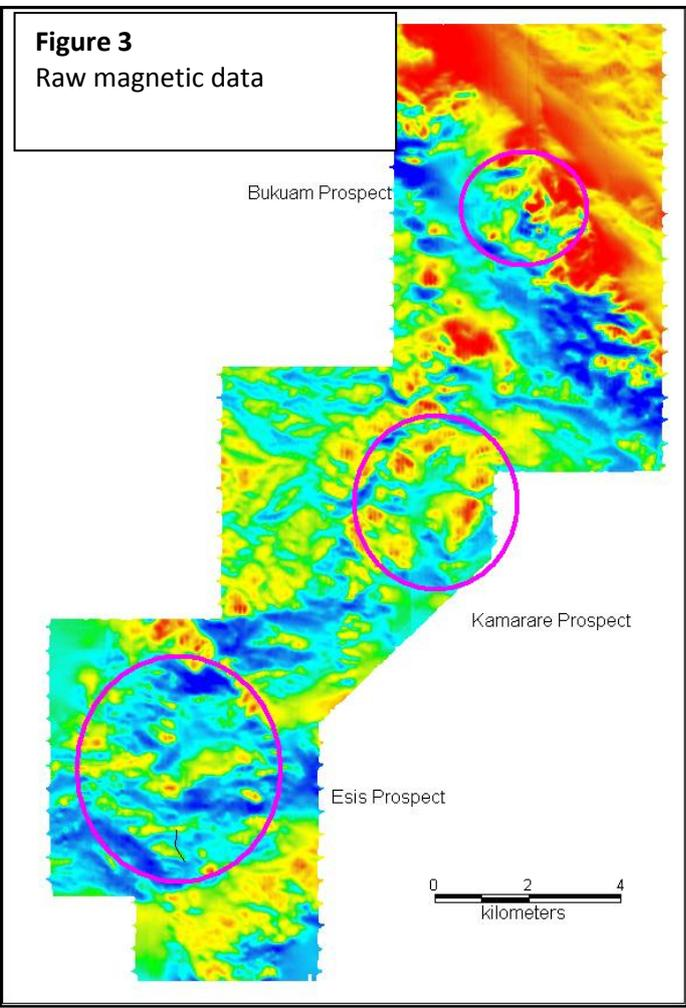 Figure 3
Raw magnetic data
Bukuam Prospect
Kamarare Prospect
Esis Prospect
0 2 4
kilometers